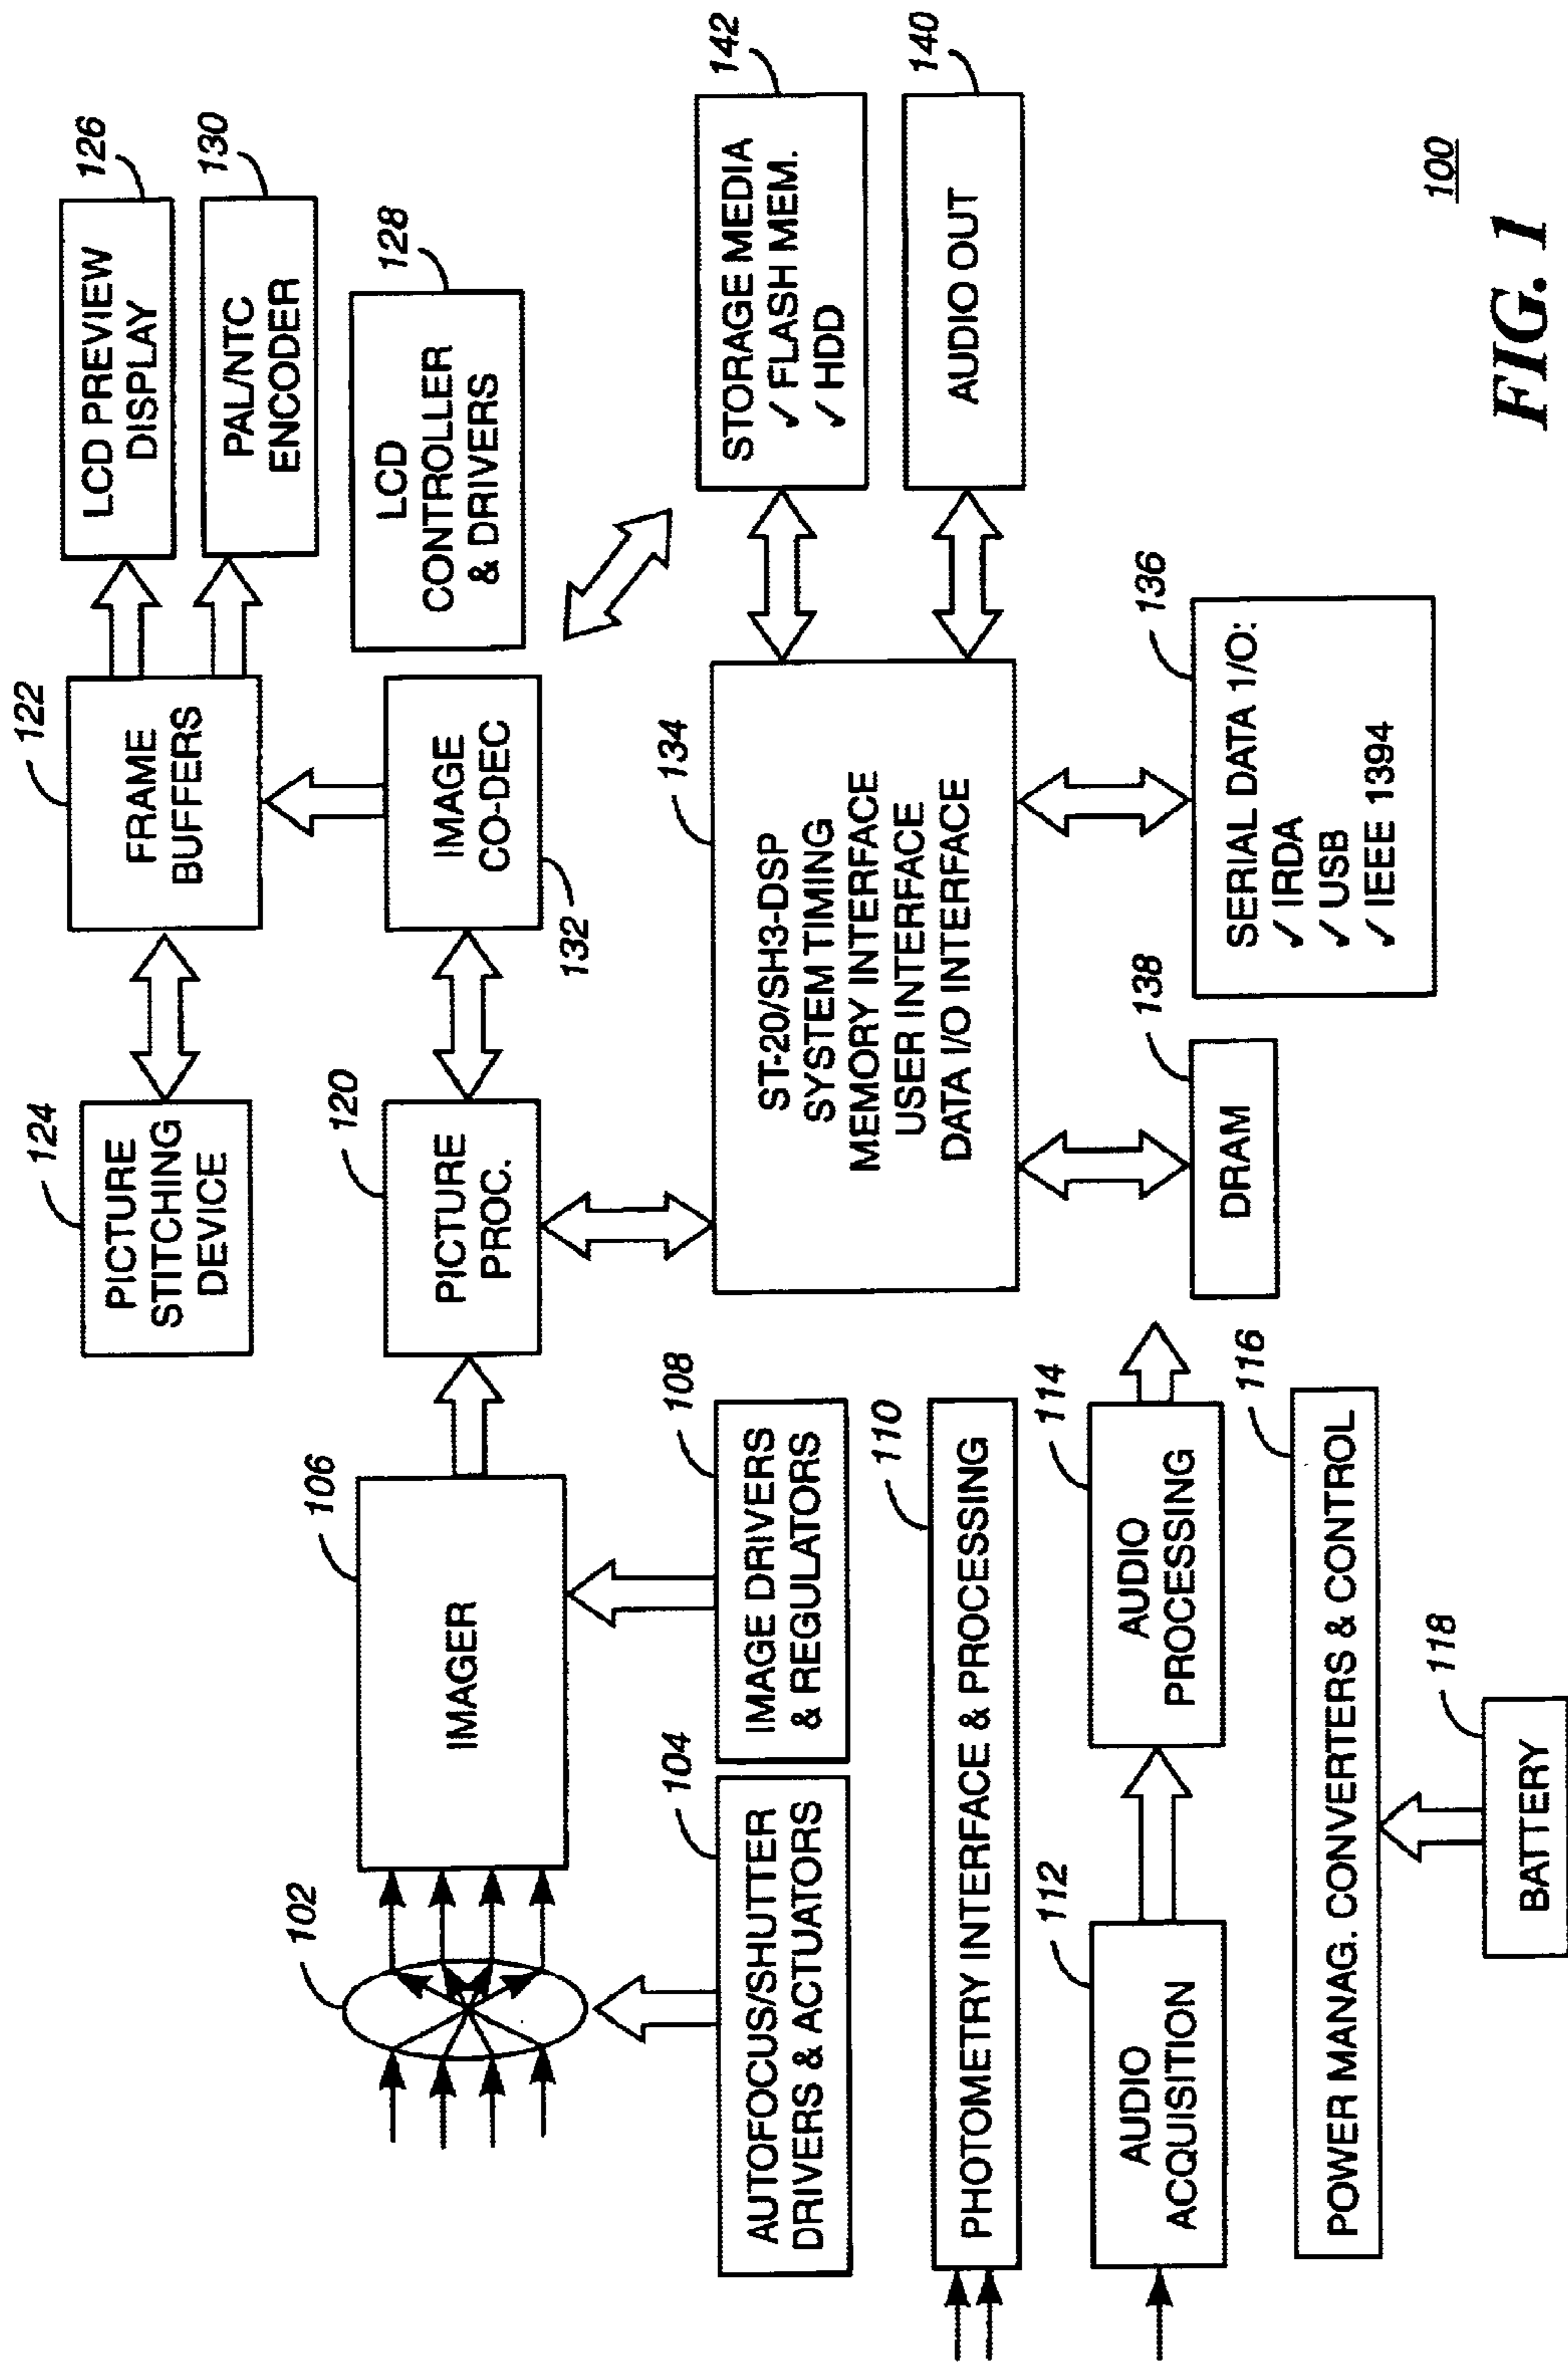 122
126
LCD PREVIEW
DISPLAY
130
PAL/NTC
ENCODER
128
LCD
CONTROLLER
& DRIVERS
FRAME
BUFFERS
124
PICTURE
STITCHING
DEVICE
IMAGE
CO-DEC
132
120
PICTURE
PROC.
106
IMAGER
102
104
AUTOFOCUS/SHUTTER
DRIVERS & ACTUATORS
108
IMAGE DRIVERS
& REGULATORS
110
PHOTOMETRY INTERFACE & PROCESSING
112
AUDIO
ACQUISITION
114
AUDIO
PROCESSING
116
POWER MANAG. CONVERTERS & CONTROL
118
BATTERY
134
ST-20/SH3-DSP
SYSTEM TIMING
MEMORY INTERFACE
USER INTERFACE
DATA I/O INTERFACE
142
STORAGE MEDIA
✓ FLASH MEM.
✓ HDD
140
AUDIO OUT
138
DRAM
136
SERIAL DATA 1/O:
✓ IRDA
✓ USB
✓ IEEE 1394
100
FIG. 1